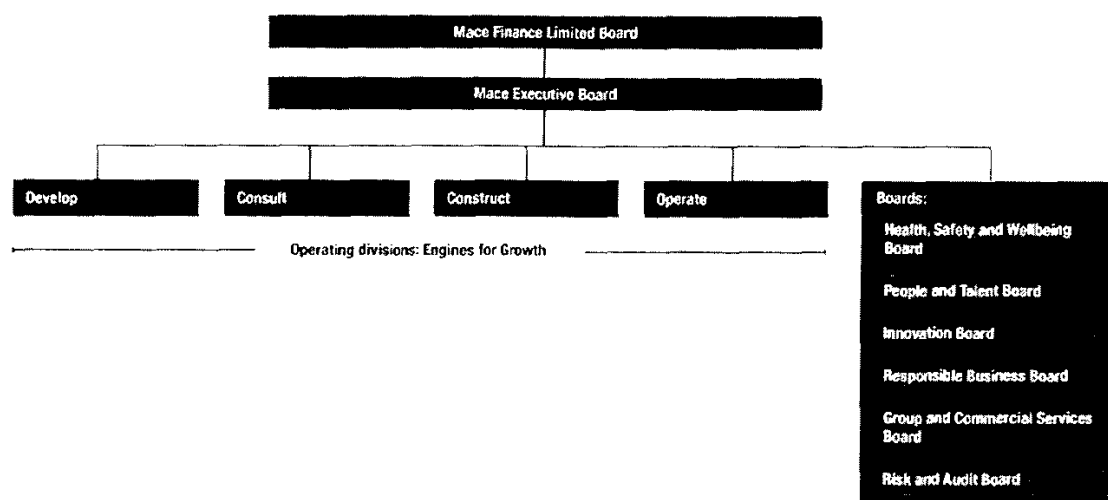 Mace Finance Limited Board
Mace Executive Board
Develop
Consult
Construct
Operate
Operating divisions: Engines for Growth
Boards:
Health, Safety and Wellbeing
Board
People and Talent Board
Innovation Board
Responsible Business Board
Group and Commercial Services
Board
Risk and Audit Board